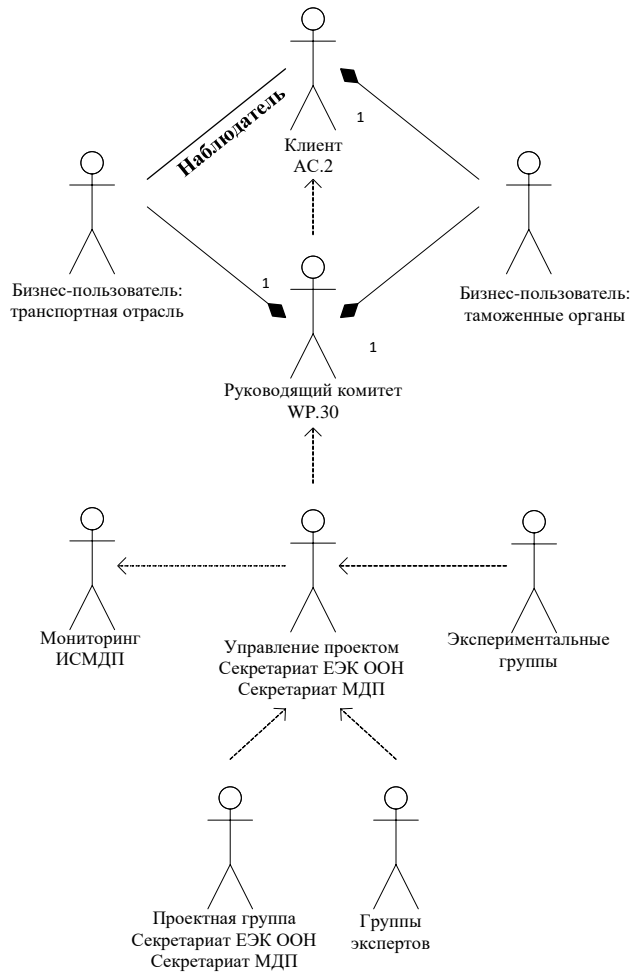 Наблюдатель
1
Клиент
AC.2
Бизнес-пользователь:
транспортная отрасль
Бизнес-пользователь:
таможенные органы
1
1
Руководящий комитет
WP.30
Мониторинг
ИСМДП
Управление проектом
Секретариат ЕЭК ООН
Секретариат МДП
Экспериментальные
группы
Проектная группа
Секретариат ЕЭК ООН
Секретариат МДП
Группы
экспертов